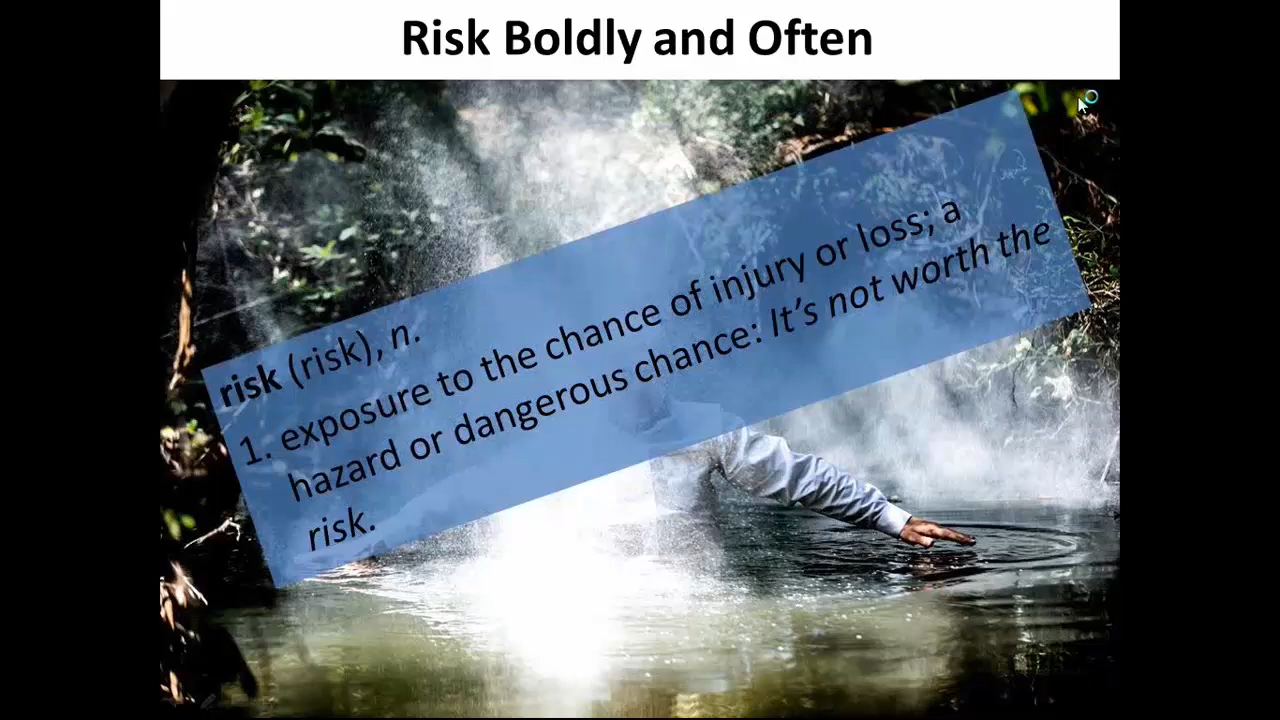 Risk Boldly and Often
risk (risk), n.
1. exposure to the chance of injury or loss; a
hazard or dangerous chance: It’s not worth the
risk.